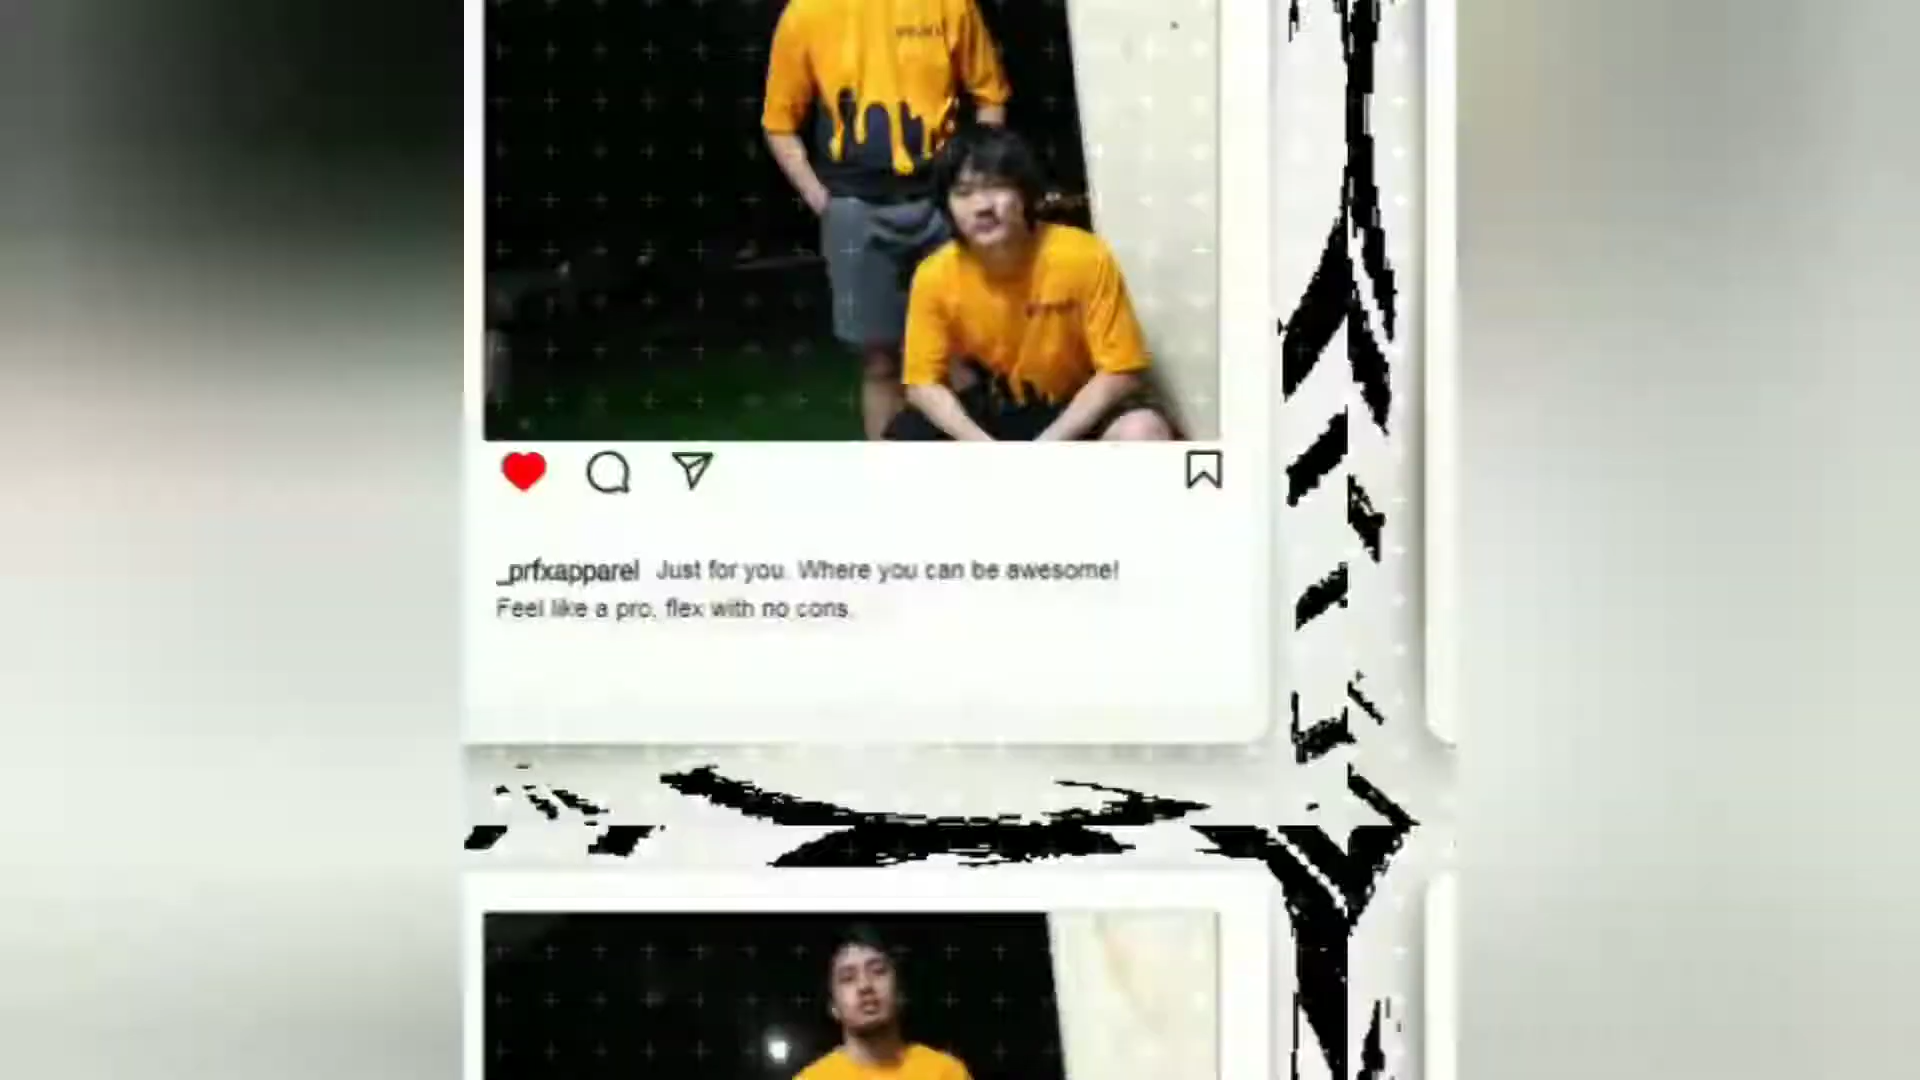 _prfxapparel Just for you. Where you can be awesome!
Feel like a pro, flex with no cons.